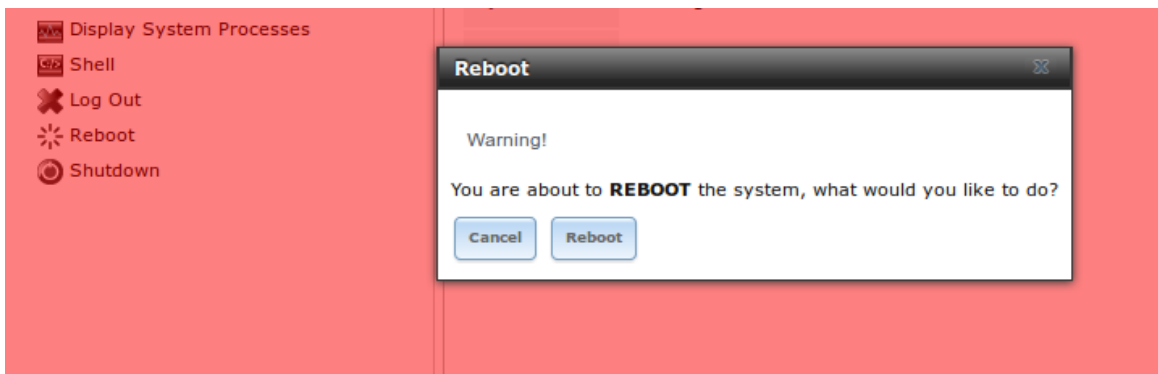 Display System Processes
Shell
Log Out
Reboot
Shutdown
Reboot
Warning!
You are about to REBOOT the system, what would you like to do?
Cancel Reboot